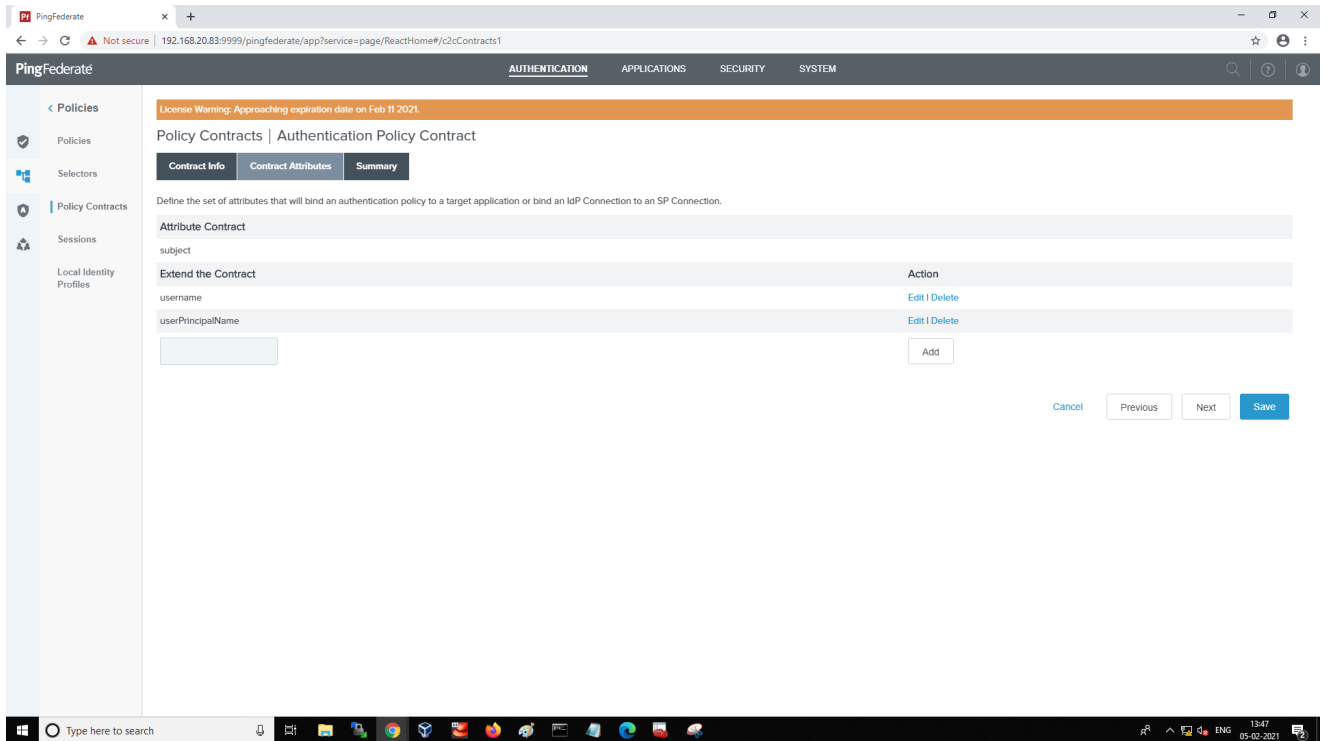 Pf PingFederate
Not secure | 192.168.20.83:9999/pingfederate/app?service=page/ReactHome#/c2cContracts1
PingFederate AUTHENTICATION APPLICATIONS SECURITY SYSTEM
Policies
Policies
Selectors
Policy Contracts
Sessions
Local Identity
Profiles
License Warning: Approaching expiration date on Feb 11 2021.
Policy Contracts | Authentication Policy Contract
Contract Info Contract Attributes Summary
Define the set of attributes that will bind an authentication policy to a target application or bind an IdP Connection to an SP Connection.
Attribute Contract
subject
Extend the Contract Action
username Edit | Delete
userPrincipalName Edit | Delete
Add
Cancel Previous Next Save
Type here to search
ENG
13:47
05-02-2021
2